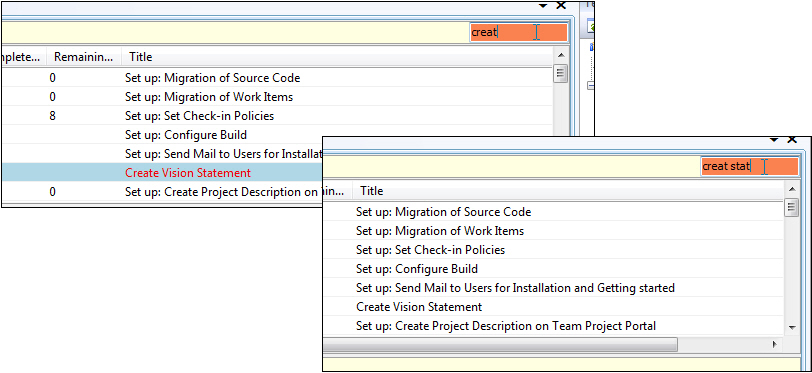 creat
nplete... Remainin... Title
0 Set up: Migration of Source Code
0 Set up: Migration of Work Items
8 Set up: Set Check-in Policies
Set up: Configure Build
Set up: Send Mail to Users for Installa
Create Vision Statement
0 Set up: Create Project Description on
creat stat
nin... Title
Set up: Migration of Source Code
Set up: Migration of Work Items
Set up: Set Check-in Policies
Set up: Configure Build
Set up: Send Mail to Users for Installation and Getting started
Create Vision Statement
Set up: Create Project Description on Team Project Portal